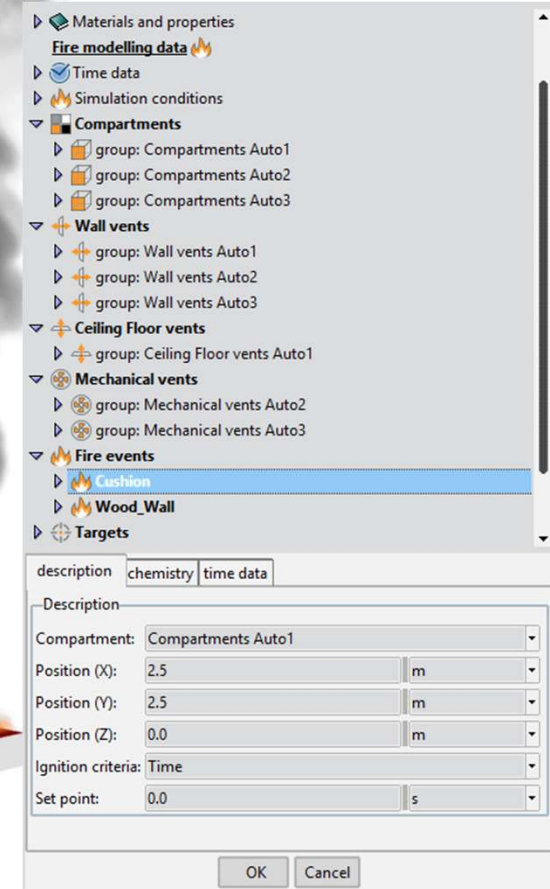 Materials and properties
Fire modelling data
Time data
Simulation conditions
Compartments
group: Compartments Auto1
group: Compartments Auto2
group: Compartments Auto3
Wall vents
group: Wall vents Auto1
group: Wall vents Auto2
group: Wall vents Auto3
Ceiling Floor vents
group: Ceiling Floor vents Auto1
Mechanical vents
group: Mechanical vents Auto2
group: Mechanical vents Auto3
Fire events
Cushion
Wood_Wall
Targets
description chemistry time data
Description
Compartment: Compartments Auto1
Position (X): 2.5 m
Position (Y): 2.5 m
Position (Z): 0.0 m
Ignition criteria: Time
Set point: 0.0 s
OK Cancel